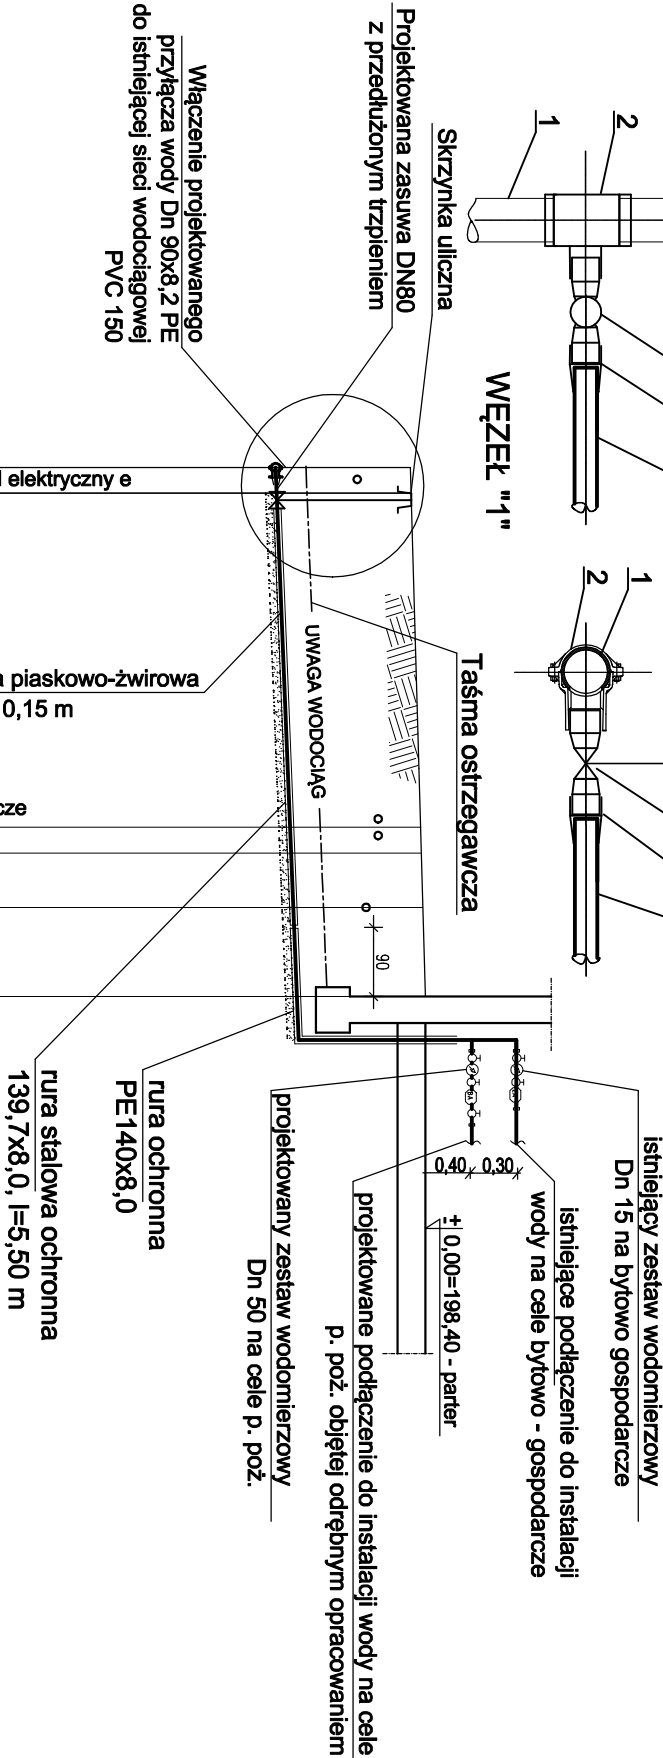 2
1
WĘZEŁ "1"
1
2
Skrzynka uliczna
Projektowana zasuwa DN80
z przedłużonym trzpieniem
Włączenie projektowanego
przyłącza wody Dn 90x8,2 PE
do istniejącej sieci wodociągowej
PVC 150
elektryczny e
Taśma ostrzegawcza
UWAGA WODOCIĄG
piaskowo-żwirowa
0,15 m
90
istniejący zestaw wodomierzowy
Dn 15 na bytowo gospodarcze
istniejące podłączenie do instalacji
wody na cele bytowo - gospodarcze
0,40
0,30
± 0,00=198,40 - parter
projektowane podłączenie do instalacji wody na cele
p. poż. objętej odrębnym opracowaniem
projektowany zestaw wodomierzowy
Dn 50 na cele p. poż.
rura ochronna
PE140x8,0
rura stalowa ochronna
139,7x8,0, l=5,50 m